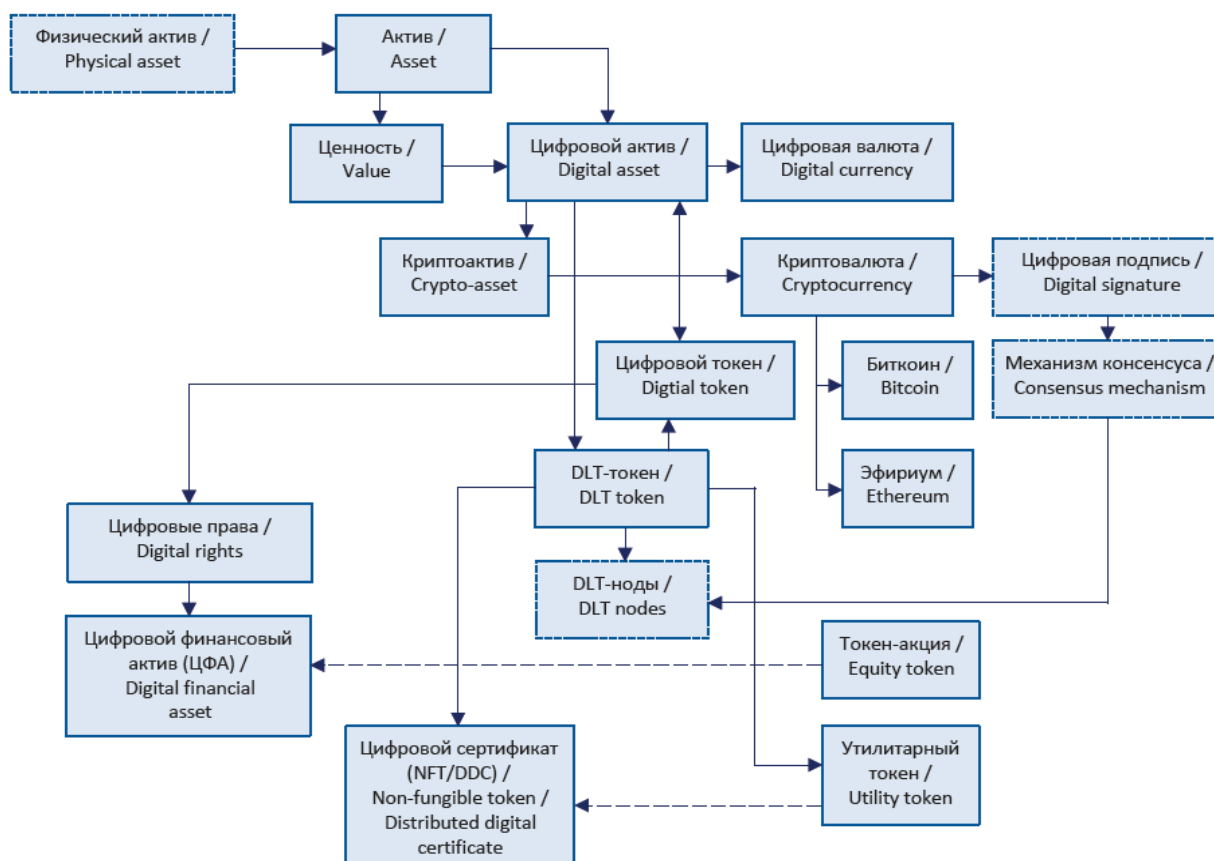 Физический актив /
Physical asset
Актив /
Asset
Ценность /
Value
Цифровой актив /
Digital asset
Цифровая валюта /
Digital currency
Криптоактив /
Crypto-asset
Криптовалюта /
Cryptocurrency
Цифровая подпись /
Digital signature
Цифровой токен /
Digtial token
Биткоин /
Bitcoin
Механизм консенсуса /
Consensus mechanism
DLT-токен /
DLT token
Эфириум /
Ethereum
Цифровые права /
Digital rights
DLT-ноды /
DLT nodes
Цифровой финансовый
актив (ЦФА) /
Digital financial
asset
Токен-акция /
Equity token
Цифровой сертификат
(NFT/DDC) /
Non-fungible token /
Distributed digital
certificate
Утилитарный
токен /
Utility token